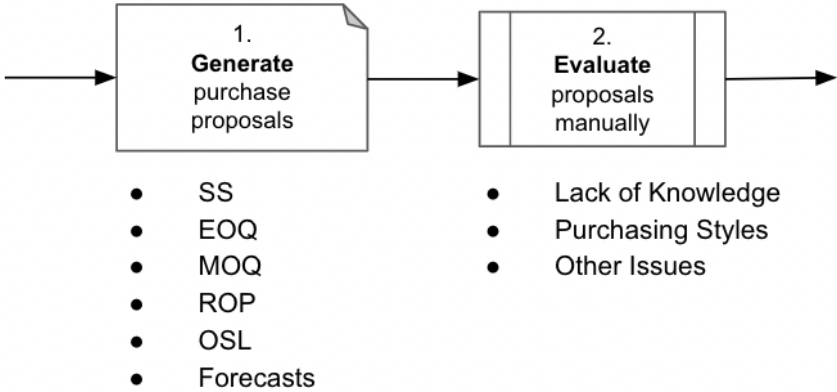 1.
Generate
purchase
proposals
2.
Evaluate
proposals
manually
● SS
● EOQ
● MOQ
● ROP
● OSL
● Forecasts
● Lack of Knowledge
● Purchasing Styles
● Other Issues